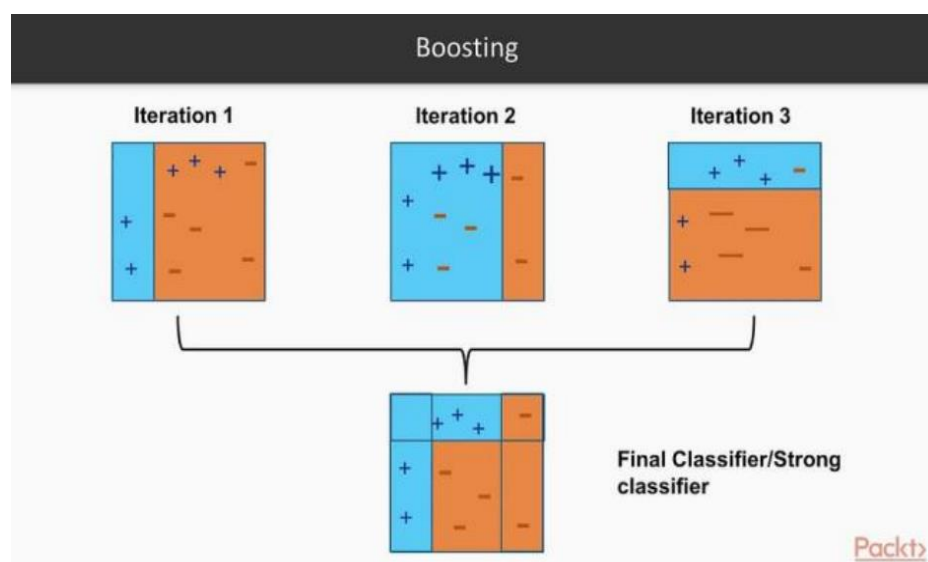 Boosting
Iteration 1
Iteration 2
Iteration 3
Final Classifier/Strong
classifier
Packt>